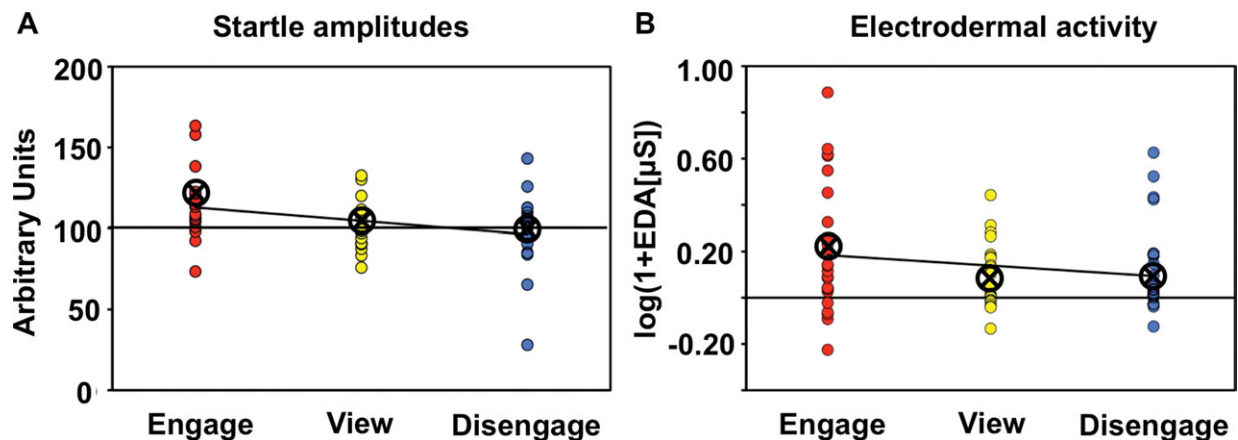 A Startle amplitudes
200
150
100
50
0
Arbitrary Units
Engage View Disengage
B Electrodermal activity
1.00
0.60
0.20
-0.20
log(1+EDA[µS])
Engage View Disengage